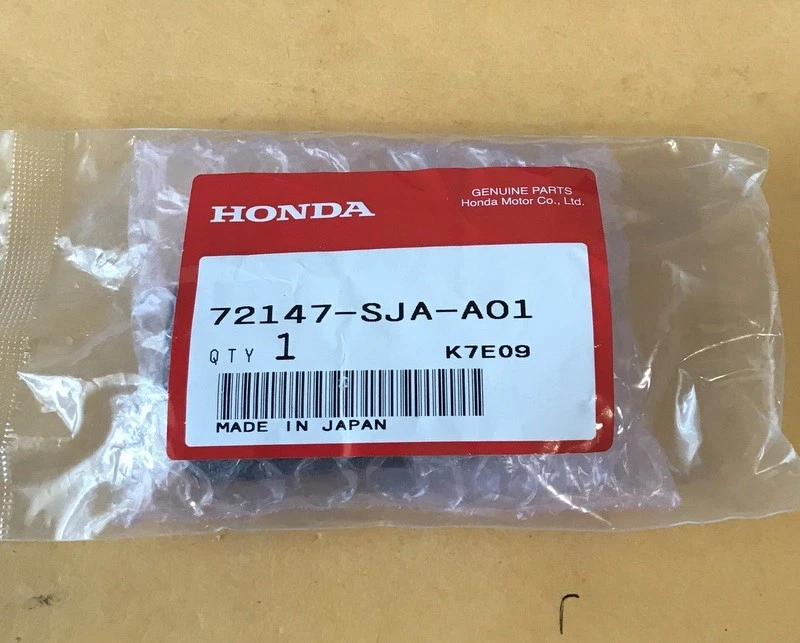 HONDA
GENUINE PARTS
Honda Motor Co., Ltd.
72147-SJA-A01
QTY 1 K7E09
MADE IN JAPAN